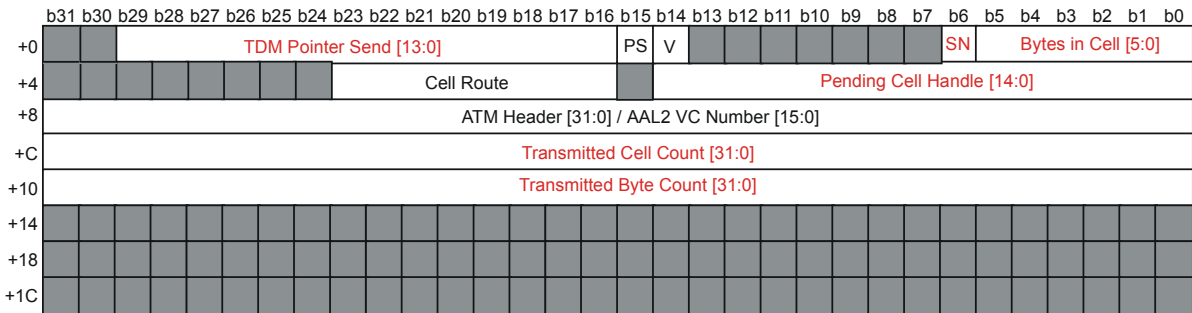 b31 b30 b29 b28 b27 b26 b25 b24 b23 b22 b21 b20 b19 b18 b17 b16 b15 b14 b13 b12 b11 b10 b9 b8 b7 b6 b5 b4 b3 b2 b1 b0
+0 TDM Pointer Send [13:0] PS V SN Bytes in Cell [5:0]
+4 Cell Route Pending Cell Handle [14:0]
+8 ATM Header [31:0] / AAL2 VC Number [15:0]
+C Transmitted Cell Count [31:0]
+10 Transmitted Byte Count [31:0]
+14
+18
+1C